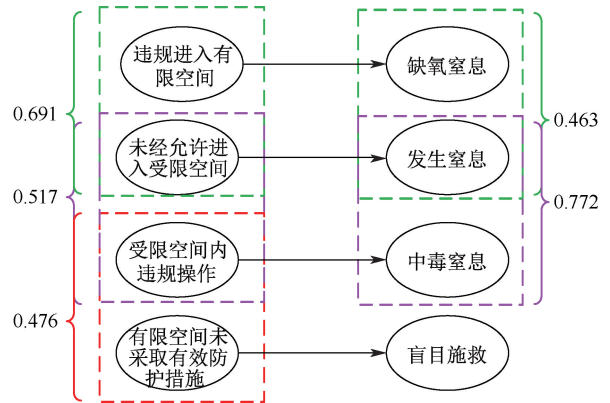 违规进入有
限空间
缺氧窒息
0.691
0.463
未经允许进
入受限空间
发生窒息
0.517
0.772
受限空间内
违规操作
中毒窒息
0.476
有限空间未
采取有效防
护措施
盲目施救